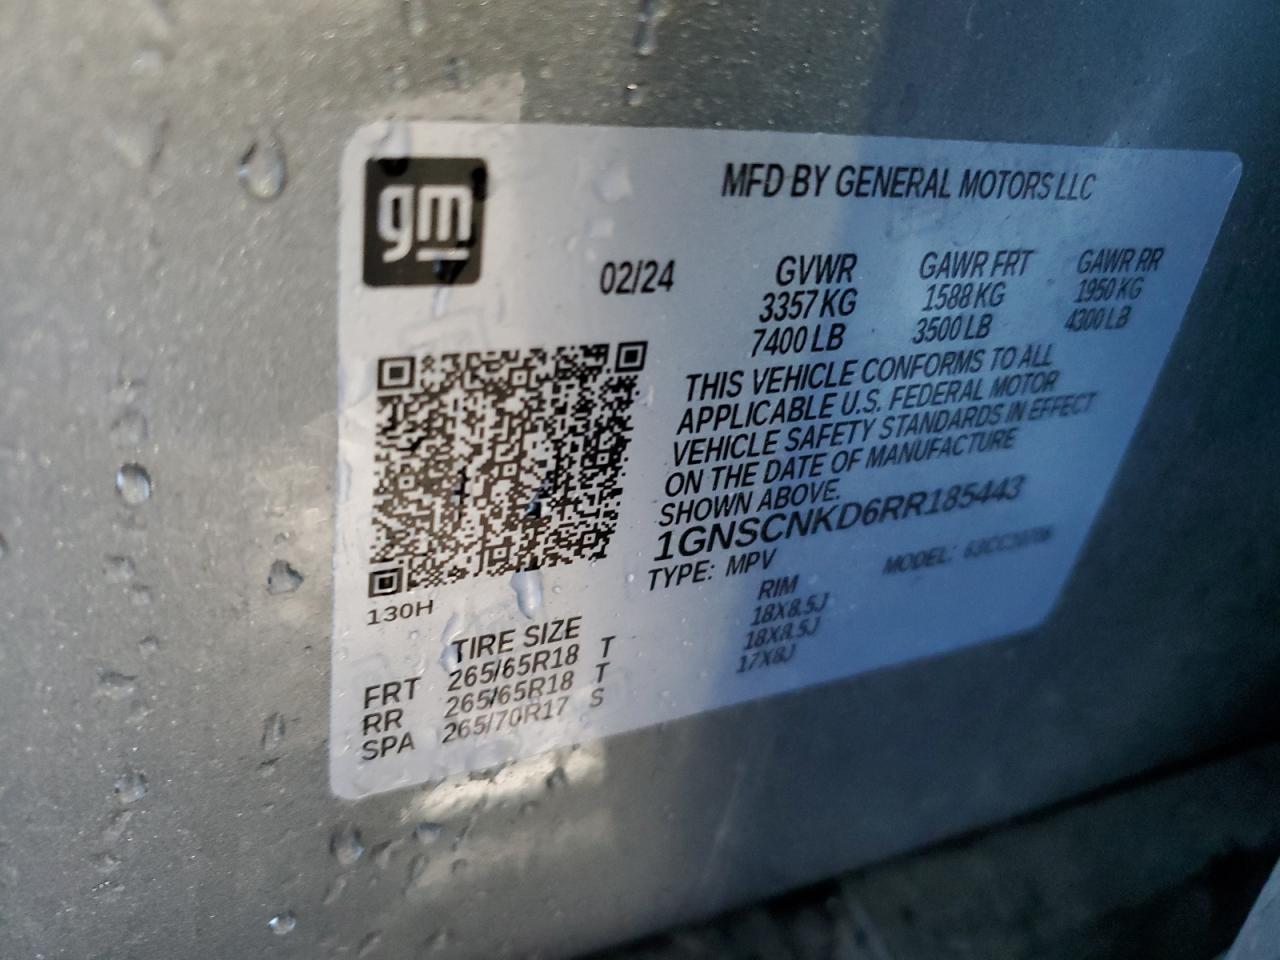 gm
MFD BY GENERAL MOTORS LLC
02/24
GVWR GAWR FRT GAWR RR
3357 KG 1588 KG 1950 KG
7400 LB 3500 LB 4300 LB
THIS VEHICLE CONFORMS TO ALL
APPLICABLE U.S. FEDERAL MOTOR
VEHICLE SAFETY STANDARDS IN EFFECT
ON THE DATE OF MANUFACTURE
SHOWN ABOVE.
1GNSCNKD6RR185443
TYPE: MPV MODEL:
130H
TIRE SIZE RIM
FRT 265/65R18 T 18X8.5J
RR 265/65R18 T 18X8.5J
SPA 265/70R17 S 17X8J